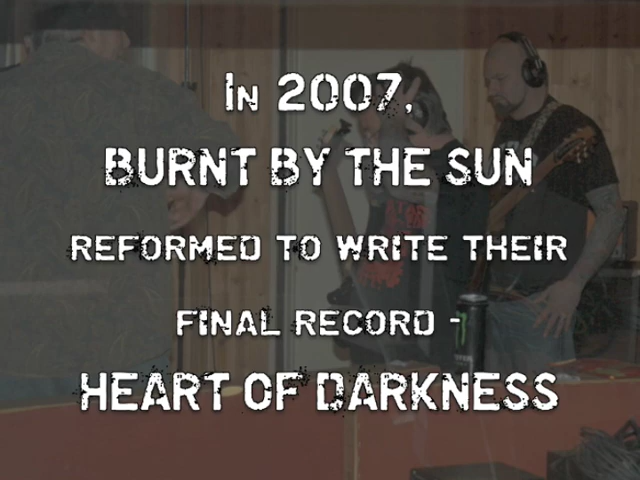 In 2007,
BURNT BY THE SUN
REFORMED TO WRITE THEIR
FINAL RECORD -
HEART OF DARKNESS